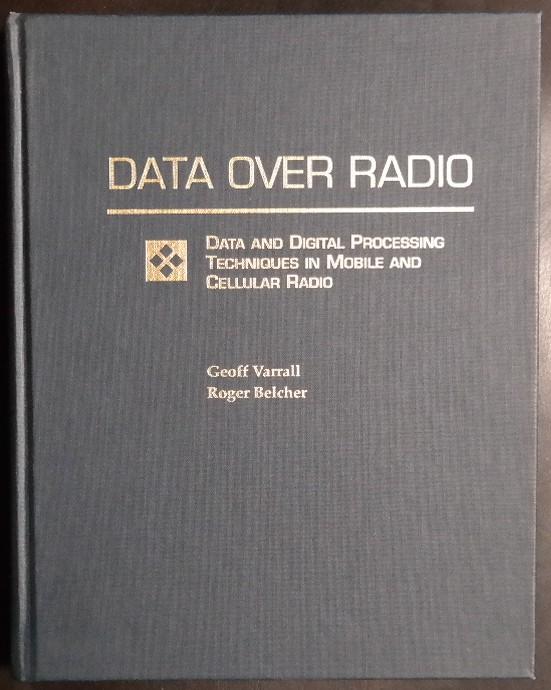 DATA OVER RADIO
DATA AND DIGITAL PROCESSING
TECHNIQUES IN MOBILE AND
CELLULAR RADIO
Geoff Varrall
Roger Belcher